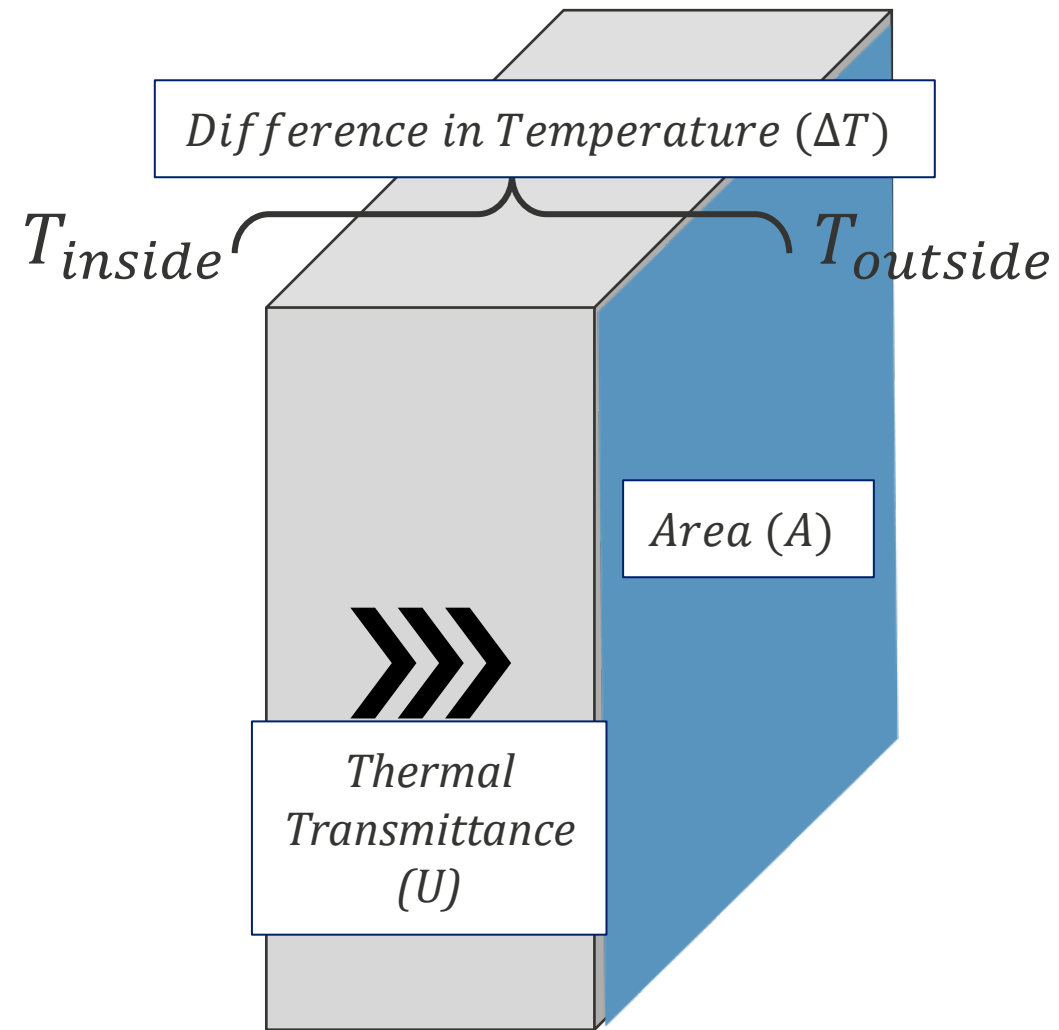 Difference in Temperature (ΔT)
T_inside
T_outside
Area (A)
Thermal
Transmittance
(U)